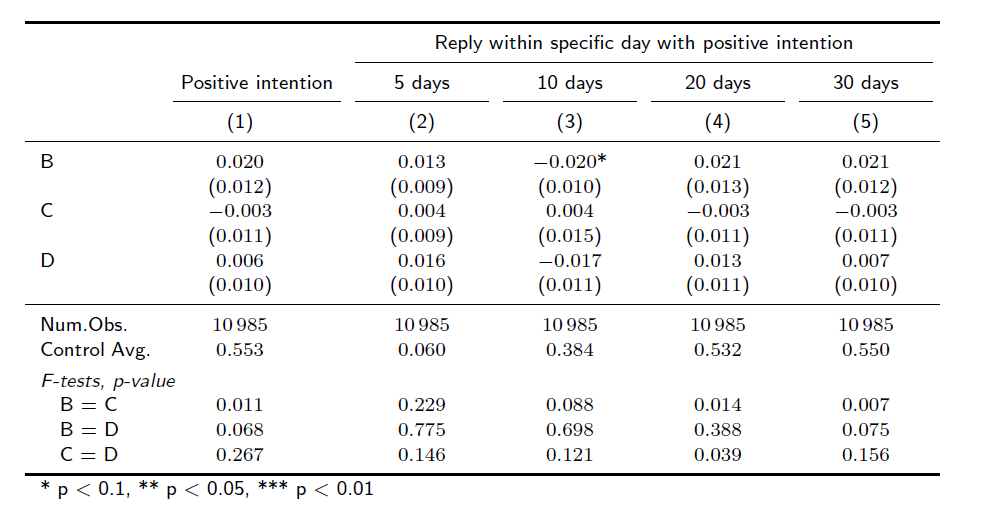 Reply within specific day with positive intention
Positive intention 5 days 10 days 20 days 30 days
(1) (2) (3) (4) (5)
B 0.020 0.013 −0.020* 0.021 0.021
(0.012) (0.009) (0.010) (0.013) (0.012)
C −0.003 0.004 0.004 −0.003 −0.003
(0.011) (0.009) (0.015) (0.011) (0.011)
D 0.006 0.016 −0.017 0.013 0.007
(0.010) (0.010) (0.011) (0.011) (0.010)
Num.Obs. 10 985 10 985 10 985 10 985 10 985
Control Avg. 0.553 0.060 0.384 0.532 0.550
F-tests, p-value
B = C 0.011 0.229 0.088 0.014 0.007
B = D 0.068 0.775 0.698 0.388 0.075
C = D 0.267 0.146 0.121 0.039 0.156
* p < 0.1, ** p < 0.05, *** p < 0.01